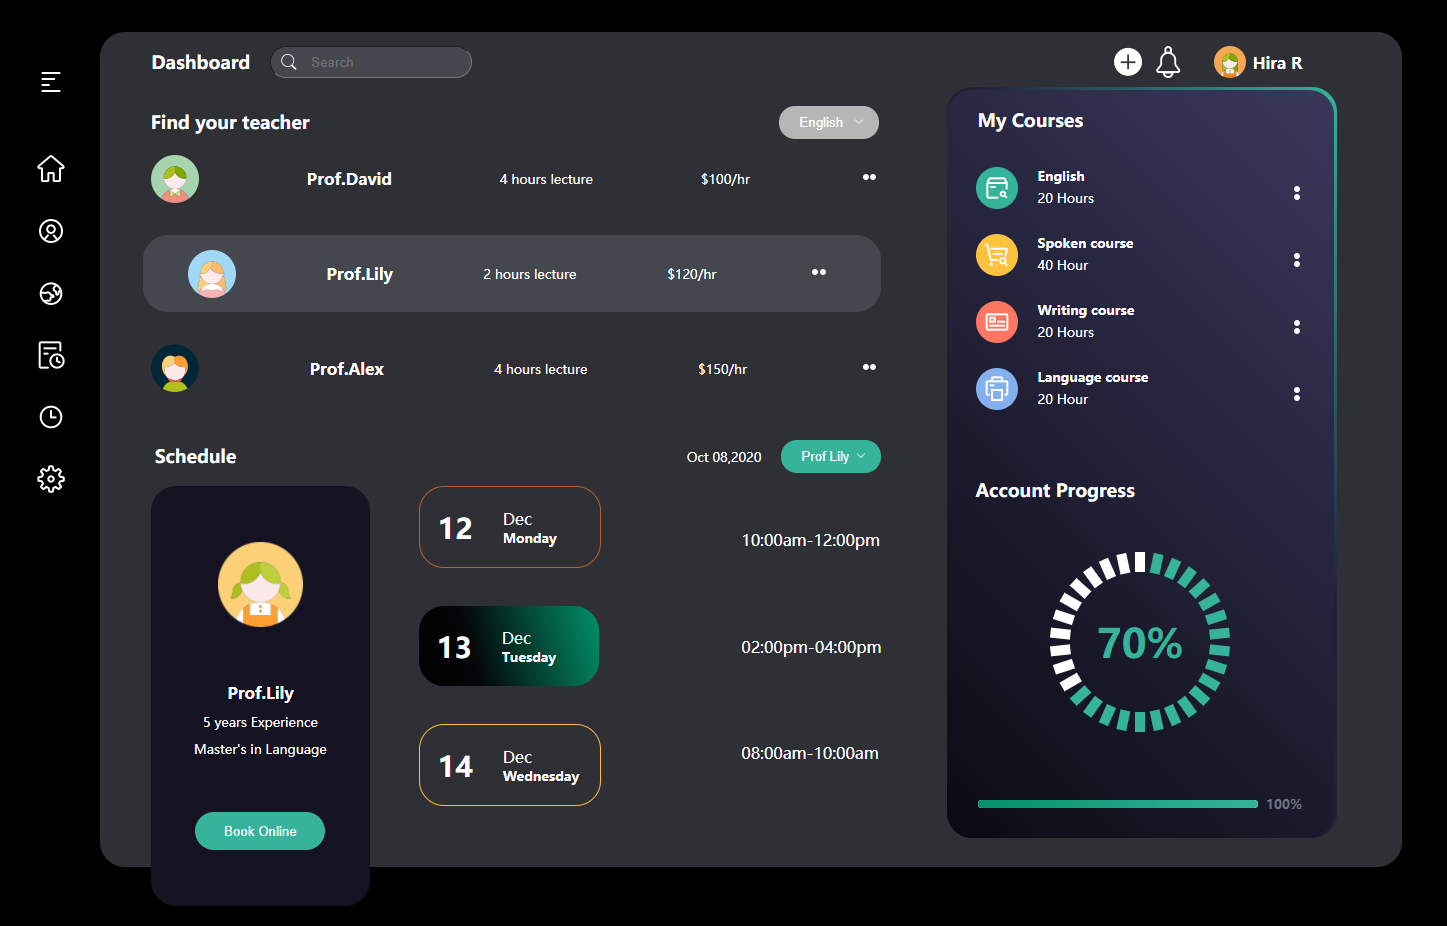 Dashboard
Search
Hira R
Find your teacher
English
Prof.David
4 hours lecture
$100/hr
Prof.Lily
2 hours lecture
$120/hr
Prof.Alex
4 hours lecture
$150/hr
Schedule
Oct 08,2020
Prof Lily
Prof.Lily
5 years Experience
Master's in Language
Book Online
12
Dec
Monday
10:00am-12:00pm
13
Dec
Tuesday
02:00pm-04:00pm
14
Dec
Wednesday
08:00am-10:00am
My Courses
English
20 Hours
Spoken course
40 Hour
Writing course
20 Hours
Language course
20 Hour
Account Progress
70%
100%